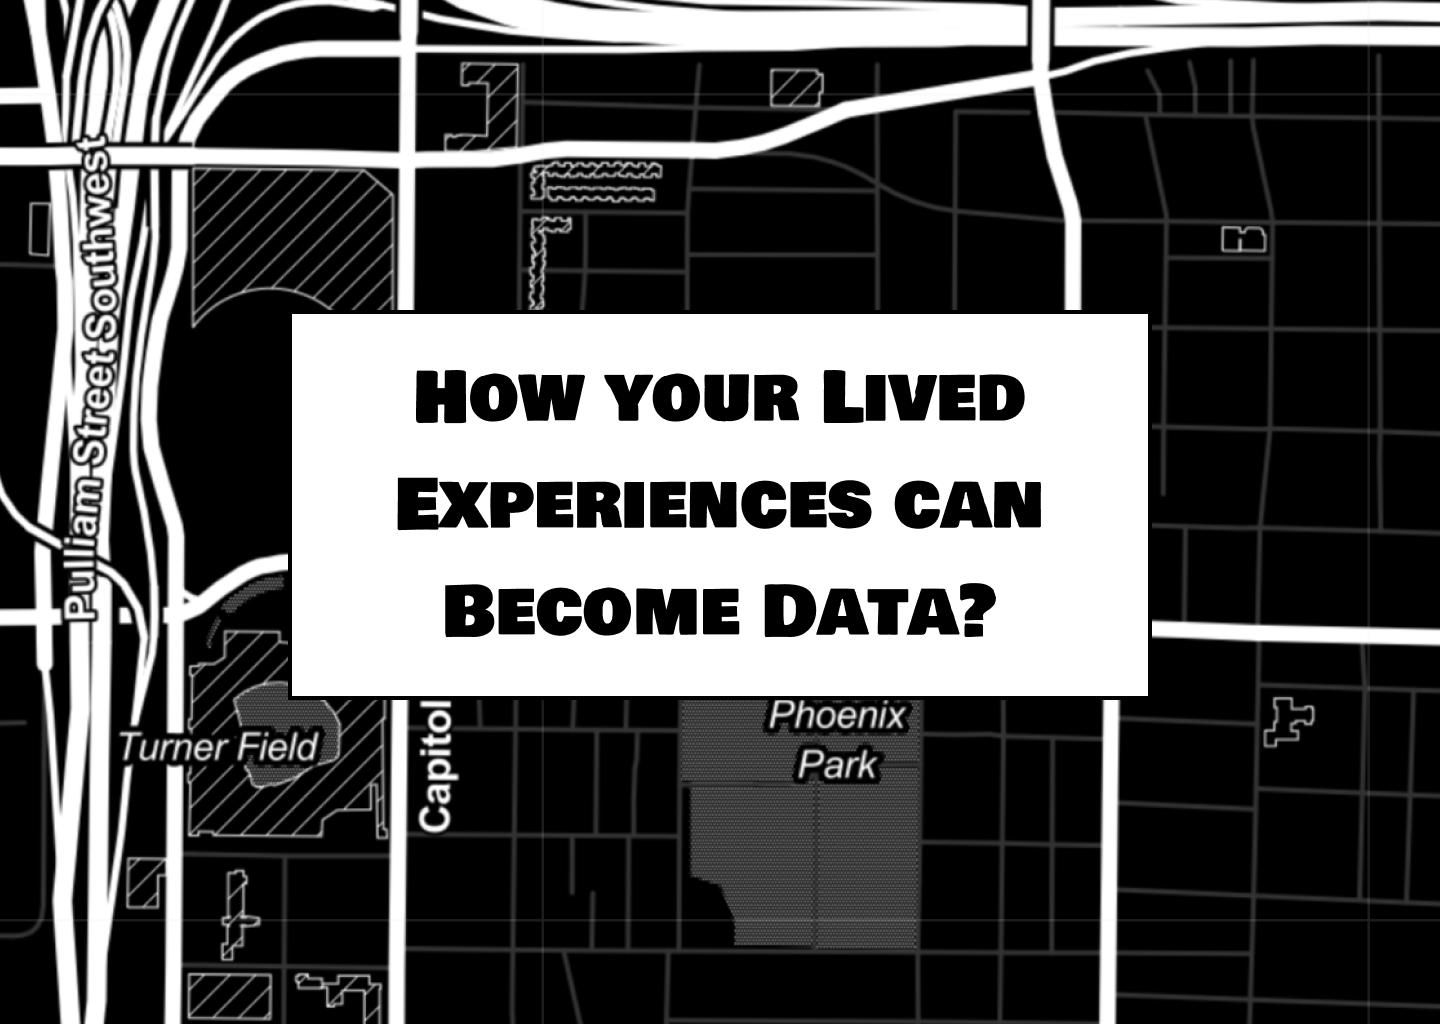 Pulliam Street Southwest
How your Lived
Experiences can
Become Data?
Turner Field
Capitol
Phoenix
Park